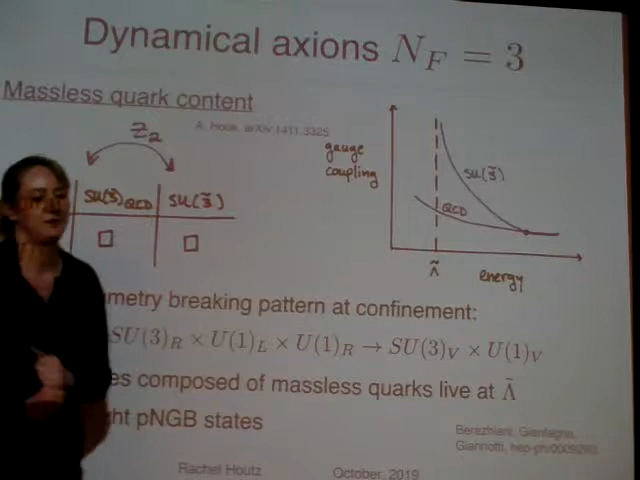 Dynamical axions N_F = 3
Massless quark content
A. Hook, arXiv:1411.3325
Z₂
SU(3)QCD SU(3̃)
□ □
gauge
coupling
SU(3̃)
QCD
Λ̃
energy
mmetry breaking pattern at confinement:
SU(3)_R × U(1)_L × U(1)_R → SU(3)_V × U(1)_V
es composed of massless quarks live at Λ̃
ht pNGB states
Berezhiani, Gianfagna,
Giannotti, hep-ph/0009290
Rachel Houtz
October, 2019